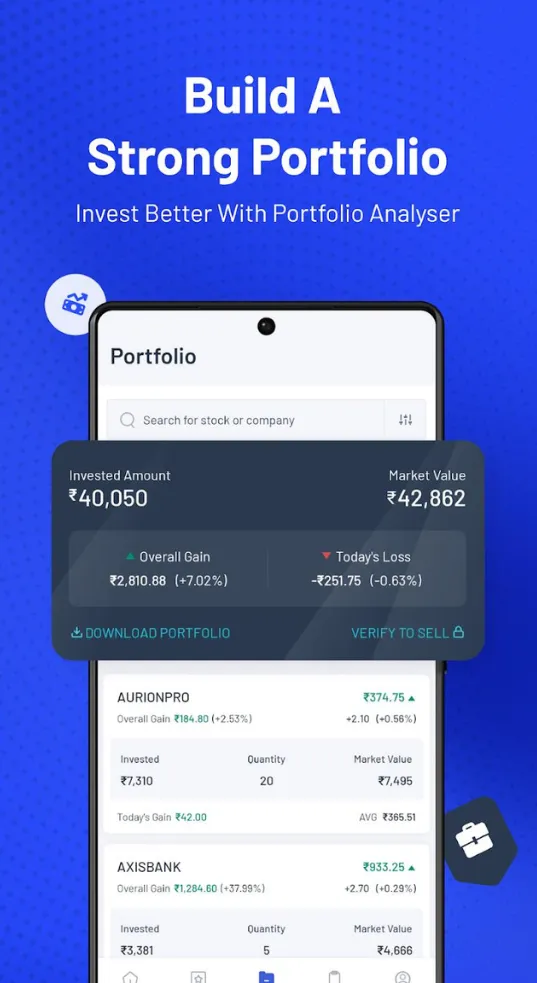 Build A
Strong Portfolio
Invest Better With Portfolio Analyser
Portfolio
Search for stock or company
Invested Amount Market Value
₹40,050 ₹42,862
Overall Gain Today's Loss
₹2,810.88 (+7.02%) -₹251.75 (-0.63%)
DOWNLOAD PORTFOLIO VERIFY TO SELL
AURIONPRO ₹374.75
Overall Gain ₹184.80 (+2.53%) +2.10 (+0.56%)
Invested Quantity Market Value
₹7,310 20 ₹7,495
Today's Gain ₹42.00 AVG ₹365.51
AXISBANK ₹933.25
Overall Gain ₹1,284.60 (+37.99%) +2.70 (+0.29%)
Invested Quantity Market Value
₹3,381 5 ₹4,666